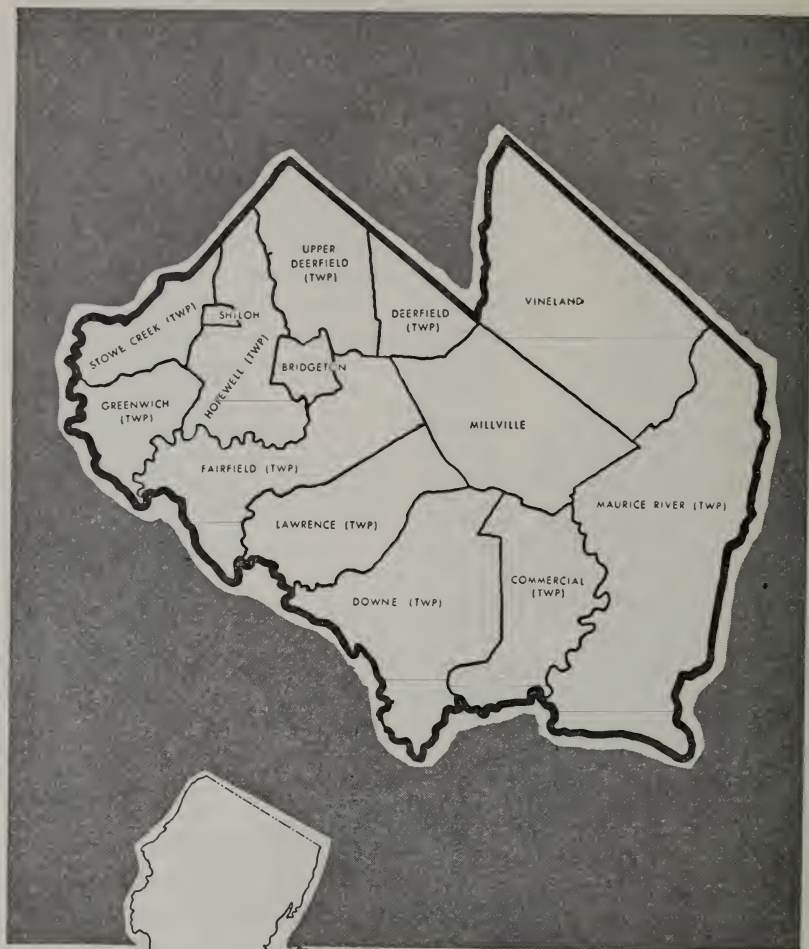 UPPER
DEERFIELD
(TWP)
VINELAND
DEERFIELD
(TWP)
SHILOH
STOWE CREEK (TWP)
HOPEWELL (TWP)
BRIDGETON
GREENWICH
(TWP)
MILLVILLE
FAIRFIELD (TWP)
MAURICE RIVER (TWP)
LAWRENCE (TWP)
COMMERCIAL
(TWP)
DOWNE (TWP)